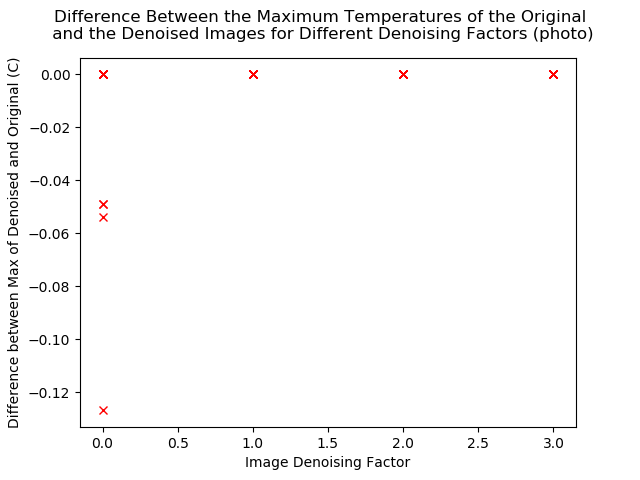 Difference Between the Maximum Temperatures of the Original
and the Denoised Images for Different Denoising Factors (photo)
Difference between Max of Denoised and Original (C)
0.00
−0.02
−0.04
−0.06
−0.08
−0.10
−0.12
0.0 0.5 1.0 1.5 2.0 2.5 3.0
Image Denoising Factor